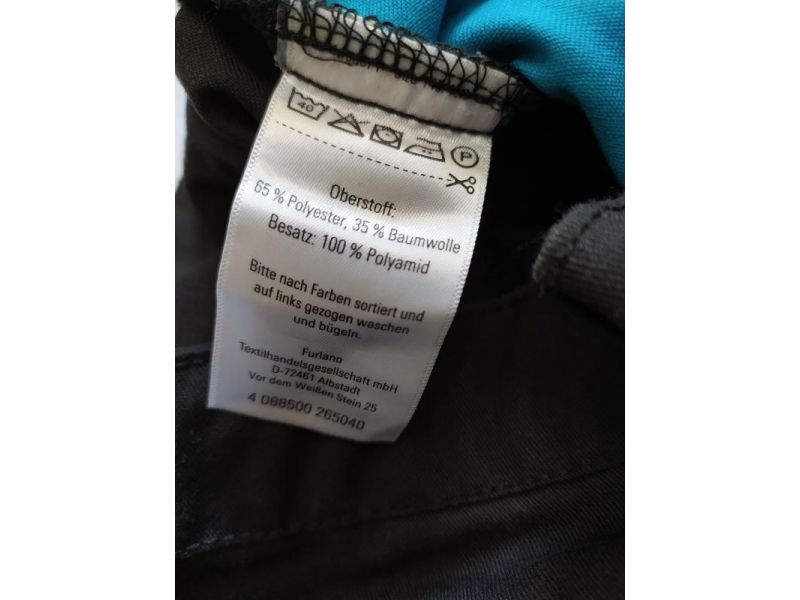 40 P
Oberstoff:
65 % Polyester, 35 % Baumwolle
Besatz: 100 % Polyamid
Bitte nach Farben sortiert und
auf links gezogen waschen
und bügeln.
Furlano
Textilhandelsgesellschaft mbH
D-72461 Albstadt
Vor dem Weißen Stein 25
4 088500 265040